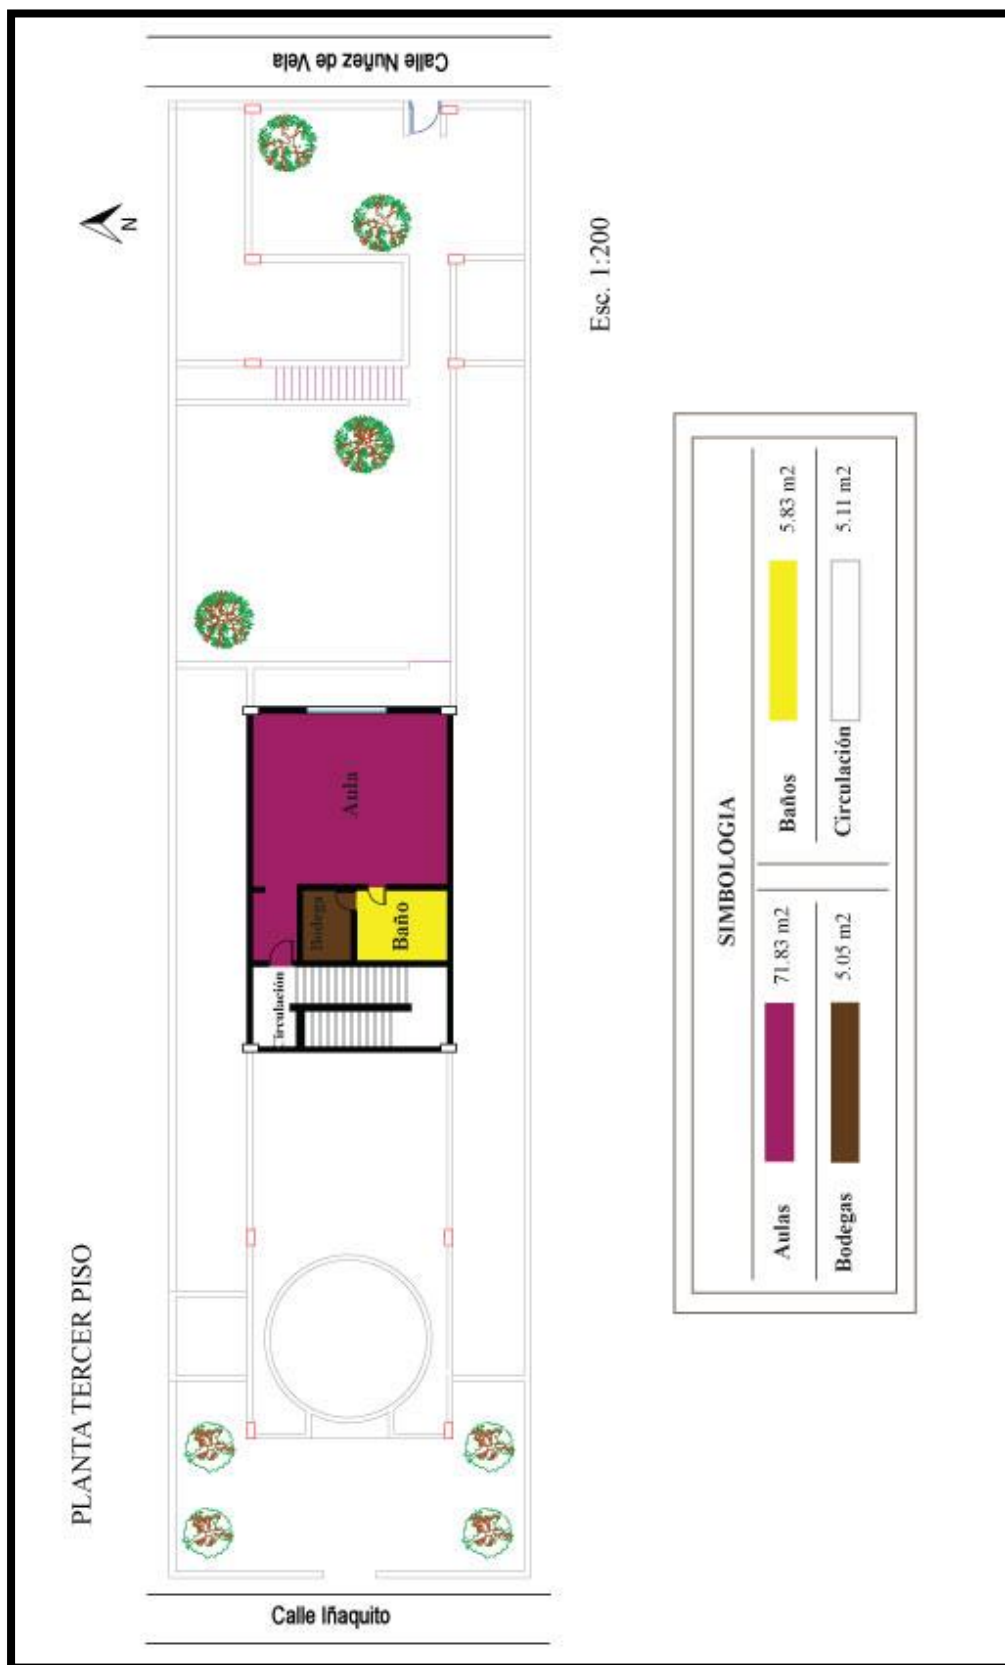 PLANTA TERCER PISO
Calle Nuñez de Vela
N
Esc. 1:200
Aula
Bodega
Baño
Circulación
Calle Iñaquito
SIMBOLOGIA
Aulas 71.83 m2
Baños 5.83 m2
Bodegas 5.05 m2
Circulación 5.11 m2